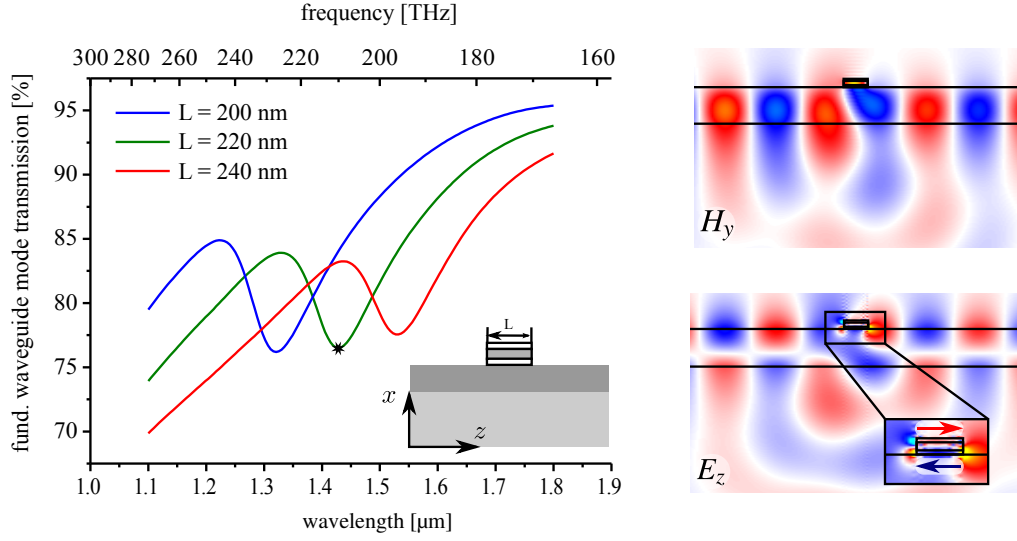 frequency [THz]
300 280 260 240 220 200 180 160
fund. waveguide mode transmission [%]
95
90
85
80
75
70
L = 200 nm
L = 220 nm
L = 240 nm
L
x
z
1.0 1.1 1.2 1.3 1.4 1.5 1.6 1.7 1.8 1.9
wavelength [µm]
H_y
E_z